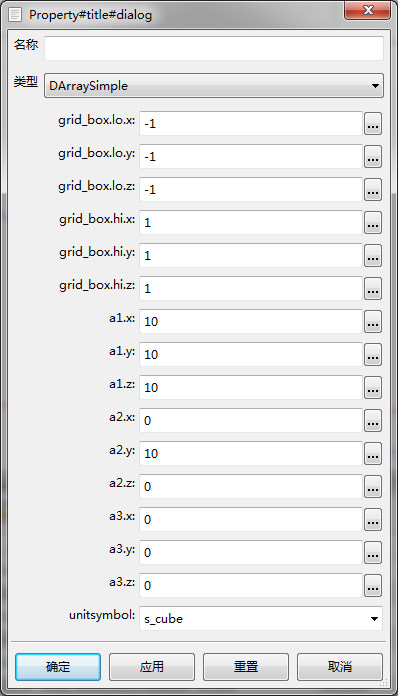 Property#title#dialog
名称
类型 DArraySimple
grid_box.lo.x: -1 ...
grid_box.lo.y: -1 ...
grid_box.lo.z: -1 ...
grid_box.hi.x: 1 ...
grid_box.hi.y: 1 ...
grid_box.hi.z: 1 ...
a1.x: 10 ...
a1.y: 10 ...
a1.z: 10 ...
a2.x: 0 ...
a2.y: 10 ...
a2.z: 0 ...
a3.x: 0 ...
a3.y: 0 ...
a3.z: 0 ...
unitsymbol: s_cube
确定 应用 重置 取消